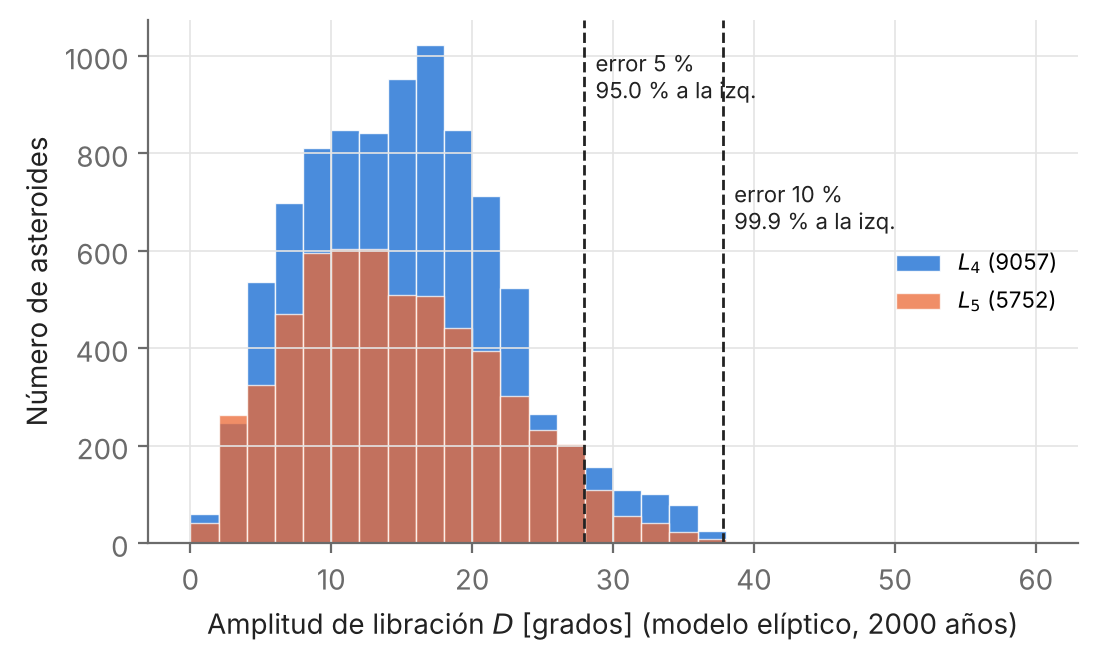 Número de asteroides
1000
800
600
400
200
0
error 5 %
95.0 % a la izq.
error 10 %
99.9 % a la izq.
L₄ (9057)
L₅ (5752)
0 10 20 30 40 50 60
Amplitud de libración D [grados] (modelo elíptico, 2000 años)